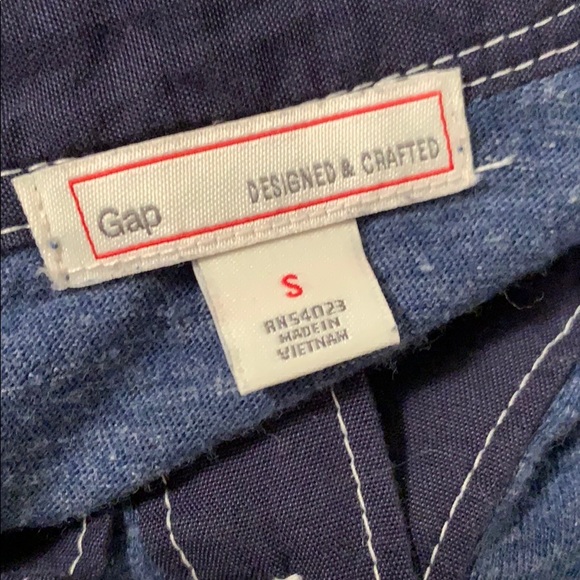 Gap DESIGNED & CRAFTED
S
RN54023
MADE IN
VIETNAM